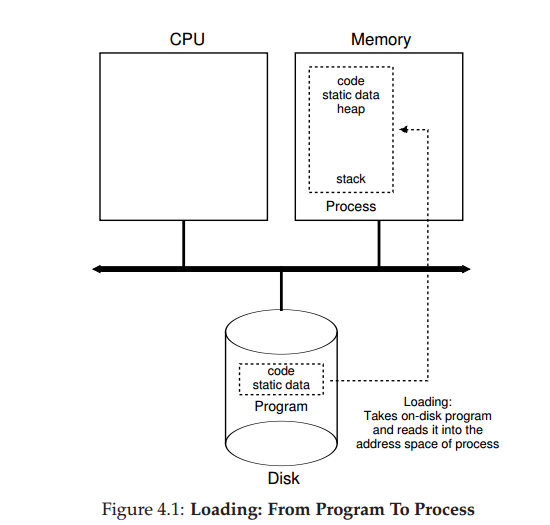 CPU
Memory
code
static data
heap
stack
Process
code
static data
Program
Loading:
Takes on-disk program
and reads it into the
address space of process
Disk
Figure 4.1: Loading: From Program To Process